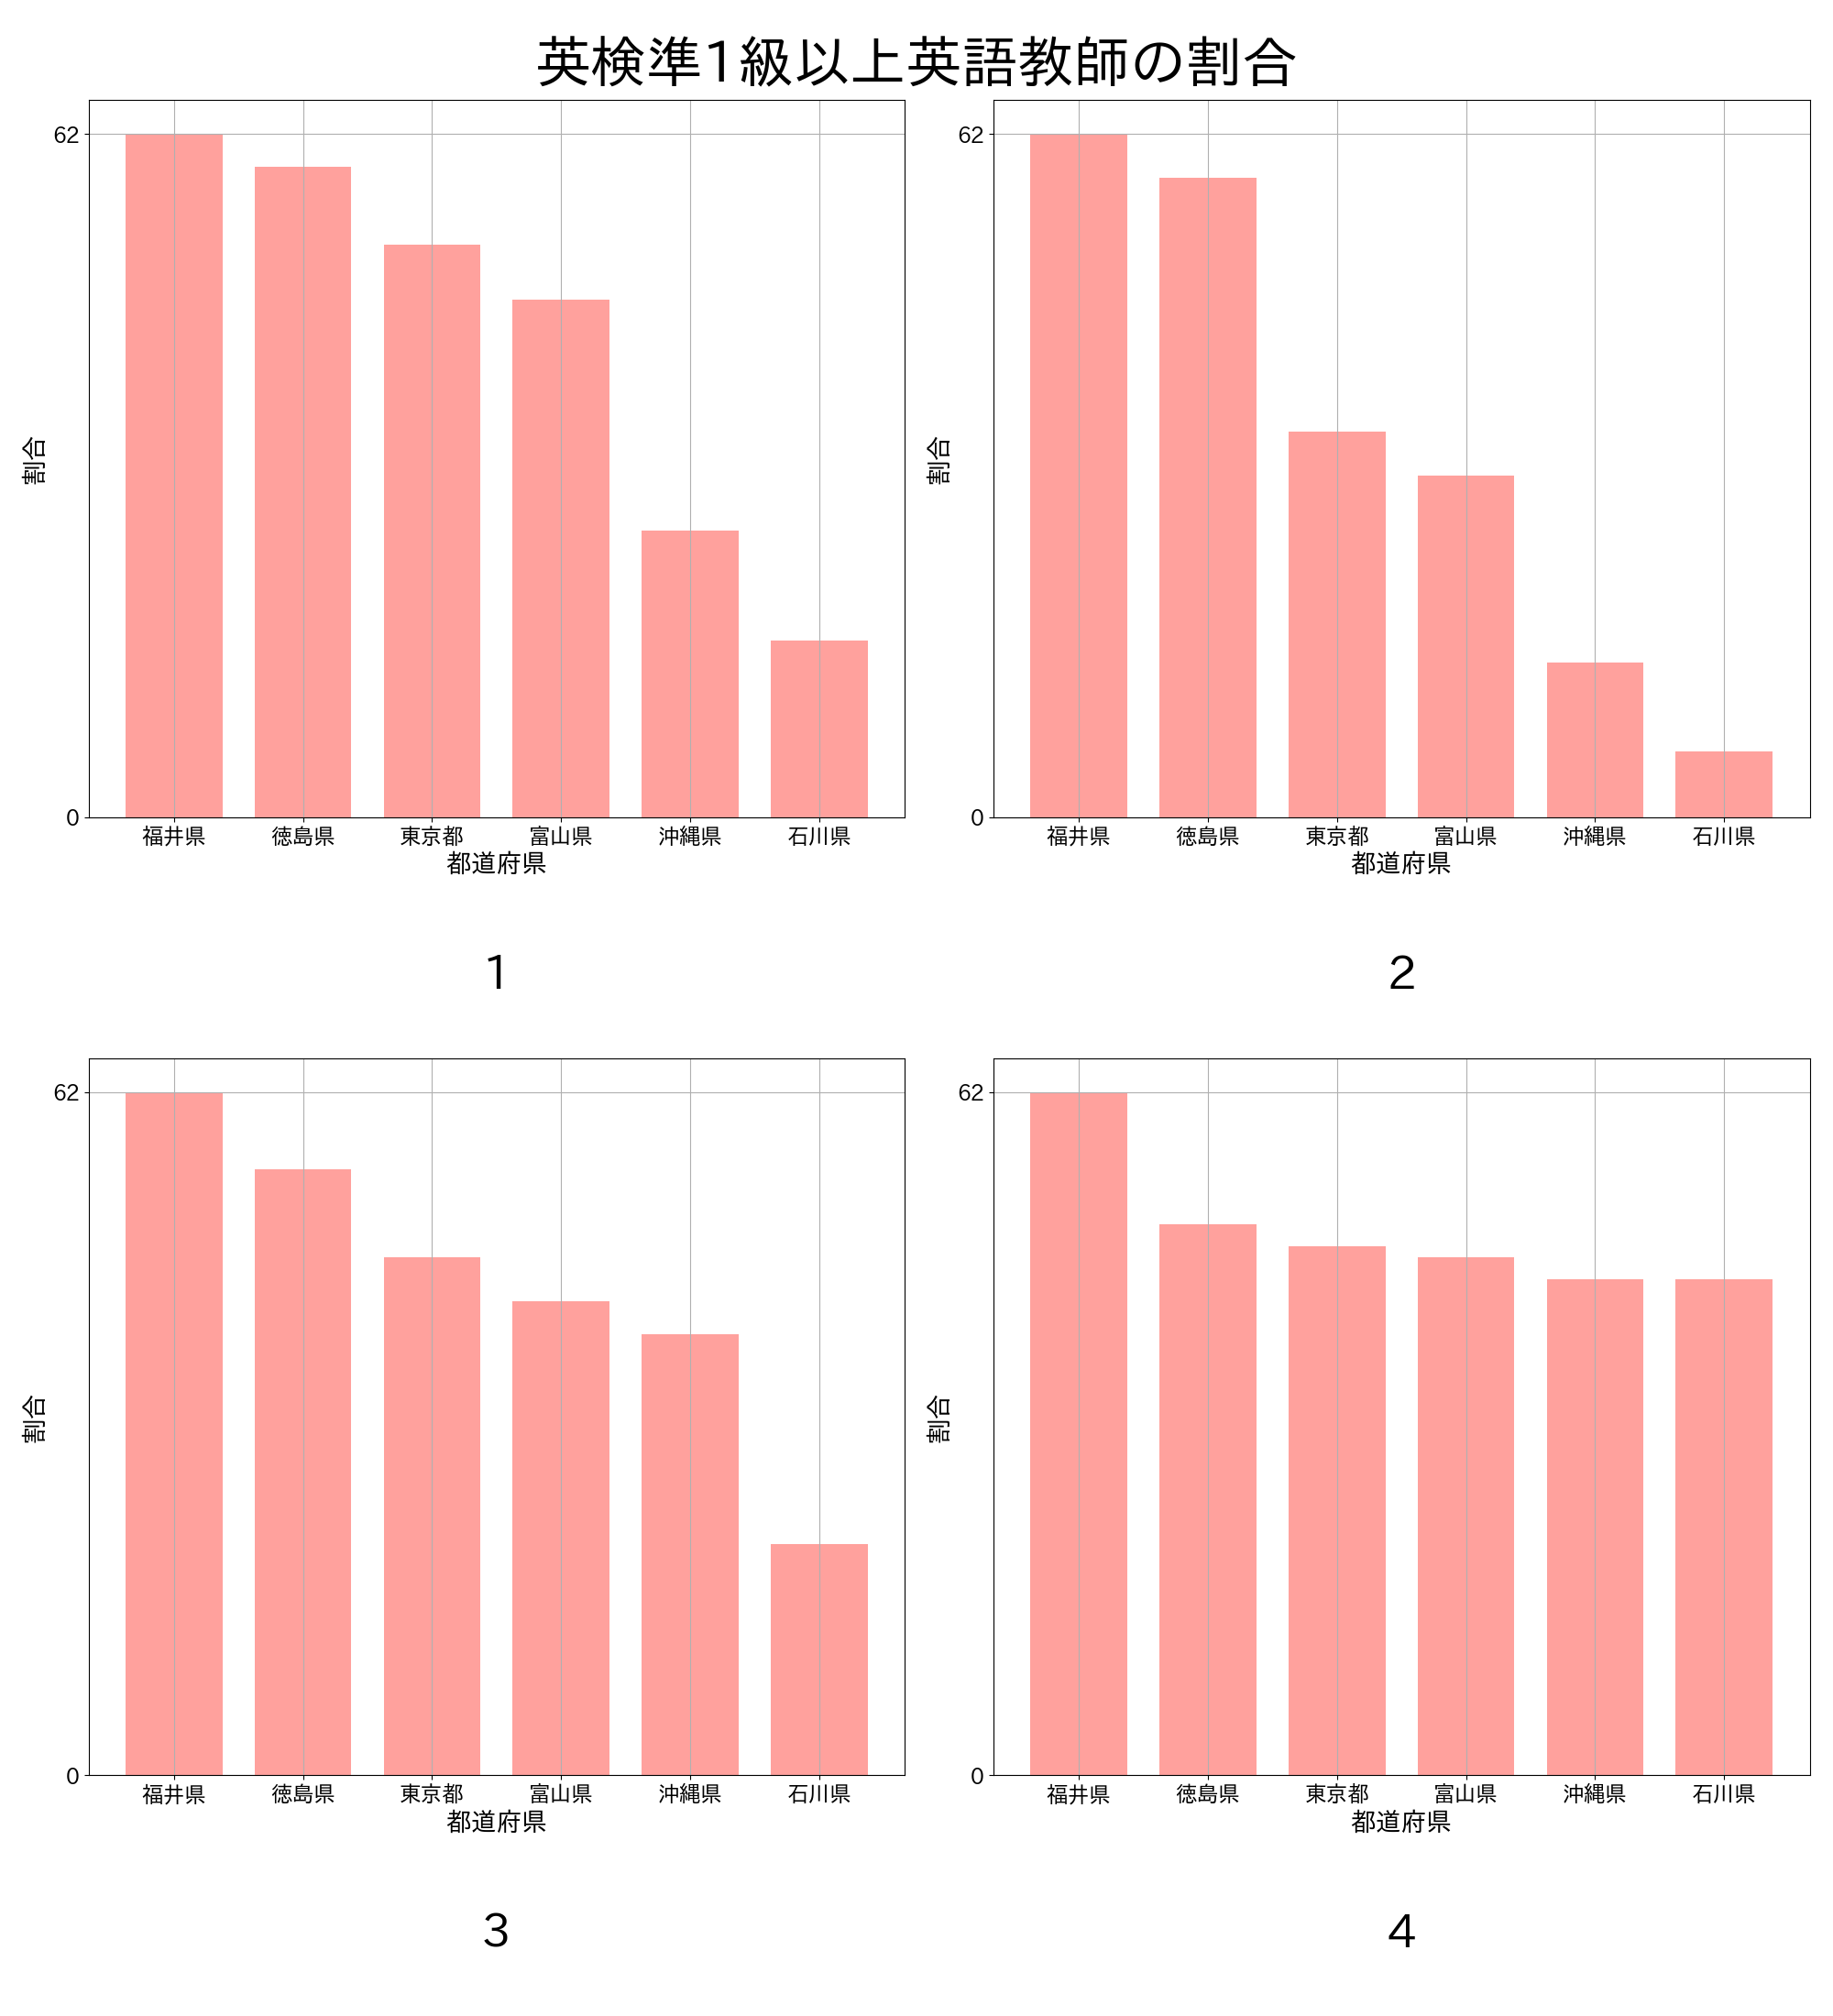 英検準1級以上英語教師の割合
62
0
割合
福井県 徳島県 東京都 富山県 沖縄県 石川県
都道府県
1
62
0
割合
福井県 徳島県 東京都 富山県 沖縄県 石川県
都道府県
2
62
0
割合
福井県 徳島県 東京都 富山県 沖縄県 石川県
都道府県
3
62
0
割合
福井県 徳島県 東京都 富山県 沖縄県 石川県
都道府県
4